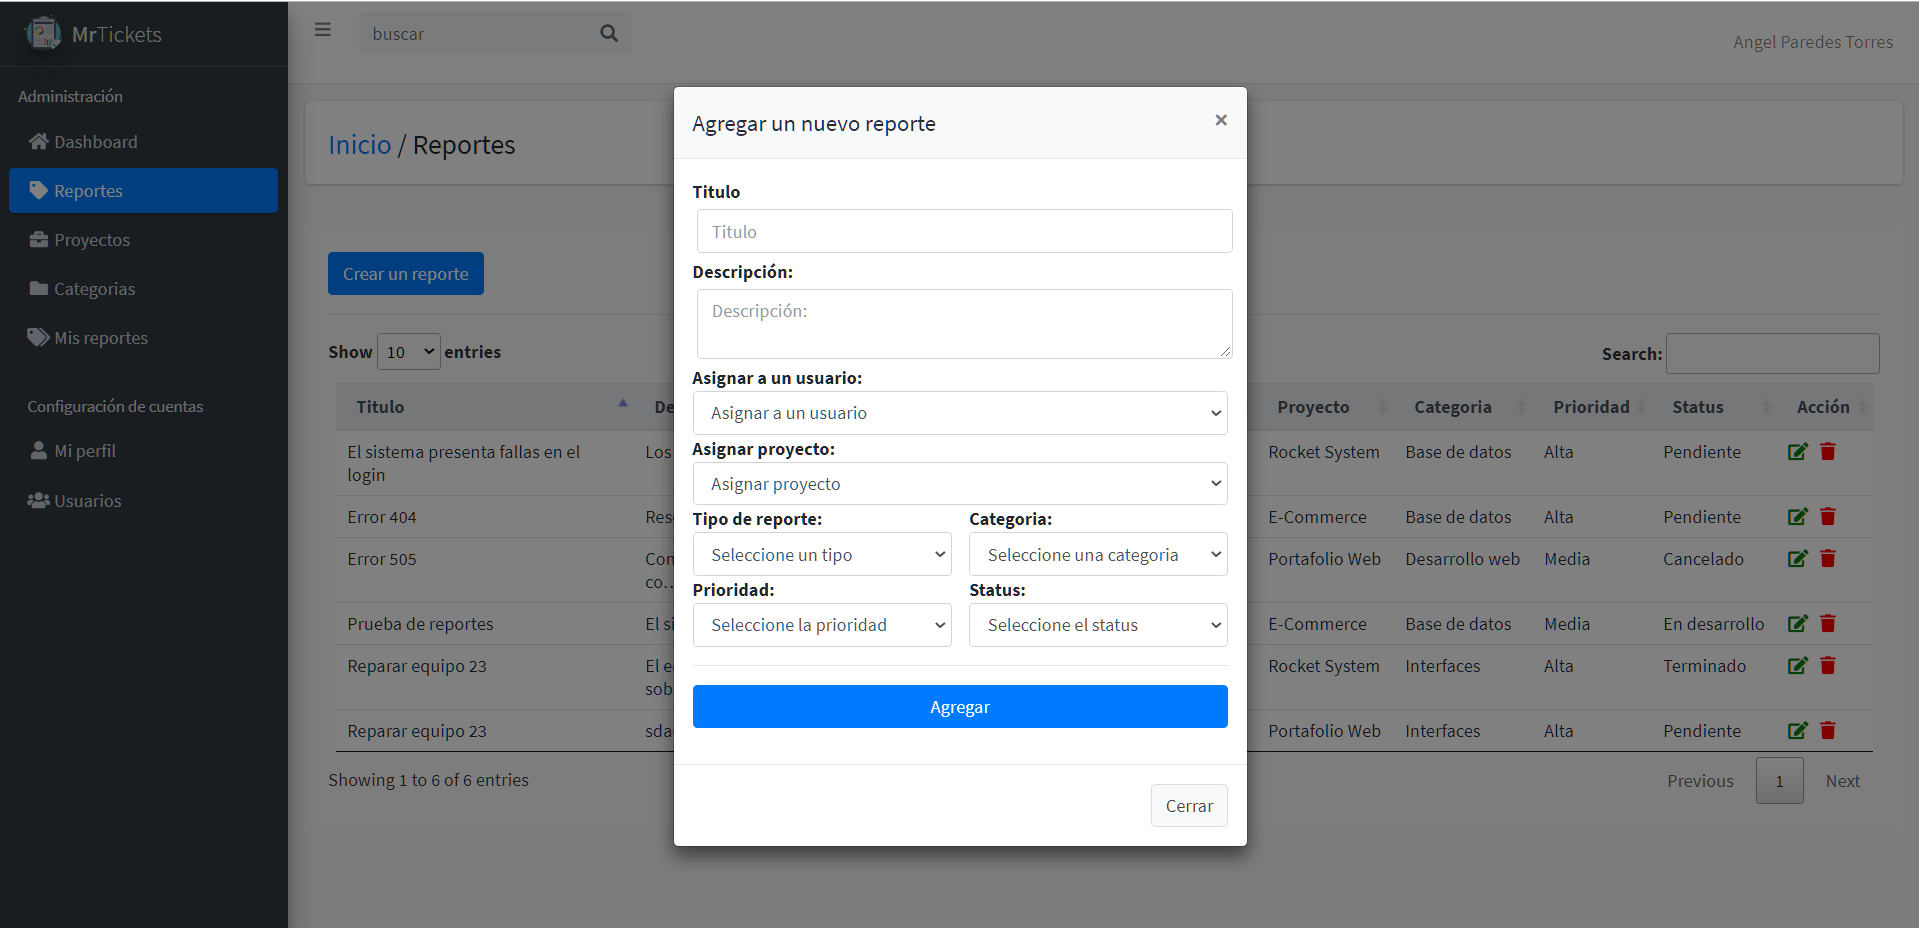 MrTickets
buscar
Angel Paredes Torres
Administración
Dashboard
Reportes
Proyectos
Categorias
Mis reportes
Configuración de cuentas
Mi perfil
Usuarios
Inicio / Reportes
Crear un reporte
Show 10 entries
Search:
Titulo De Proyecto Categoria Prioridad Status Acción
El sistema presenta fallas en el Los Rocket System Base de datos Alta Pendiente
login
Error 404 Res E-Commerce Base de datos Alta Pendiente
Error 505 Con Portafolio Web Desarrollo web Media Cancelado
co...
Prueba de reportes El si E-Commerce Base de datos Media En desarrollo
Reparar equipo 23 El e Rocket System Interfaces Alta Terminado
sob
Reparar equipo 23 sda Portafolio Web Interfaces Alta Pendiente
Showing 1 to 6 of 6 entries
Previous 1 Next
Agregar un nuevo reporte ×
Titulo
Titulo
Descripción:
Descripción:
Asignar a un usuario:
Asignar a un usuario
Asignar proyecto:
Asignar proyecto
Tipo de reporte: Categoria:
Seleccione un tipo Seleccione una categoria
Prioridad: Status:
Seleccione la prioridad Seleccione el status
Agregar
Cerrar